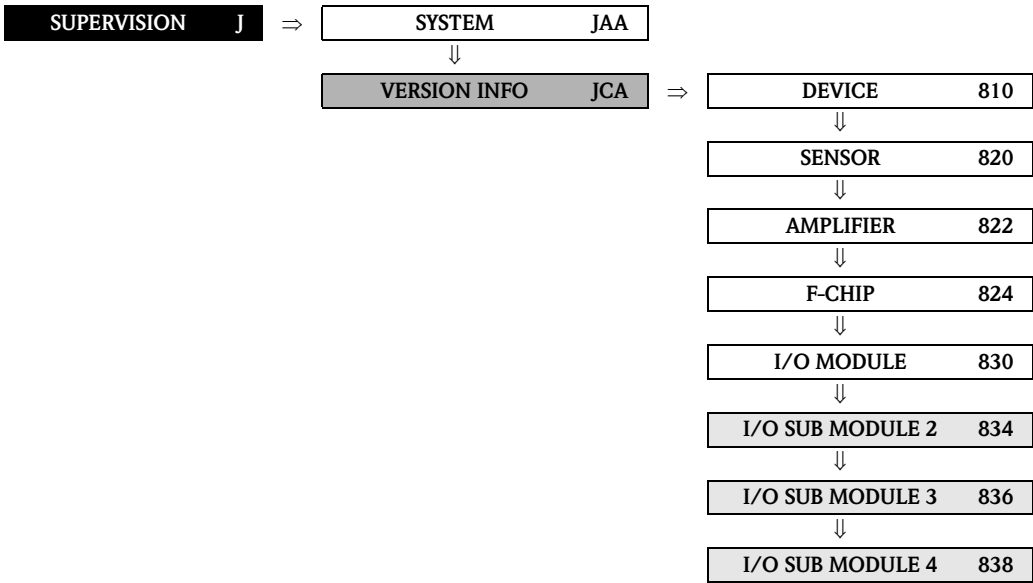 SUPERVISION J ⇒ SYSTEM JAA
⇓
VERSION INFO JCA ⇒ DEVICE 810
⇓
SENSOR 820
⇓
AMPLIFIER 822
⇓
F-CHIP 824
⇓
I/O MODULE 830
⇓
I/O SUB MODULE 2 834
⇓
I/O SUB MODULE 3 836
⇓
I/O SUB MODULE 4 838